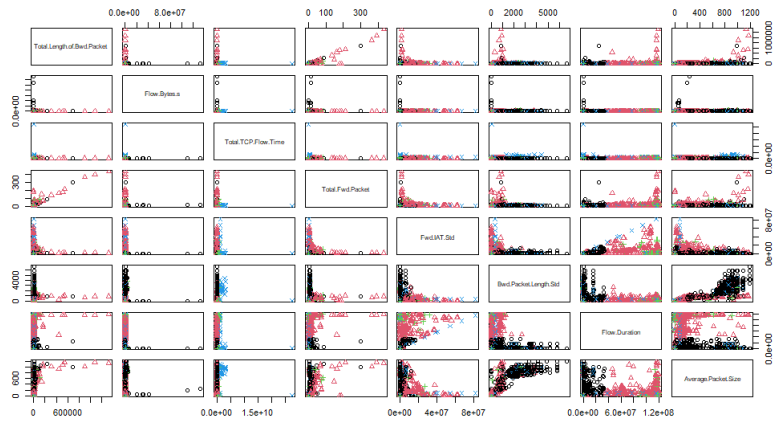 0.0e+00 8.0e+07
0 100 300
0 2000 5000
0 400 800 1200
Total.Length.of.Bwd.Packet
0 1000000
0.0e+00
Flow.Bytes.s
Total.TCP.Flow.Time
0.0e+00
0 300
Total.Fwd.Packet
Fwd.IAT.Std
0e+00 8e+07
0 4000
Bwd.Packet.Length.Std
Flow.Duration
0.0e+00
0 600
Average.Packet.Size
0 600000
0.0e+00 1.5e+10
0e+00 4e+07 8e+07
0.0e+00 6.0e+07 1.2e+08